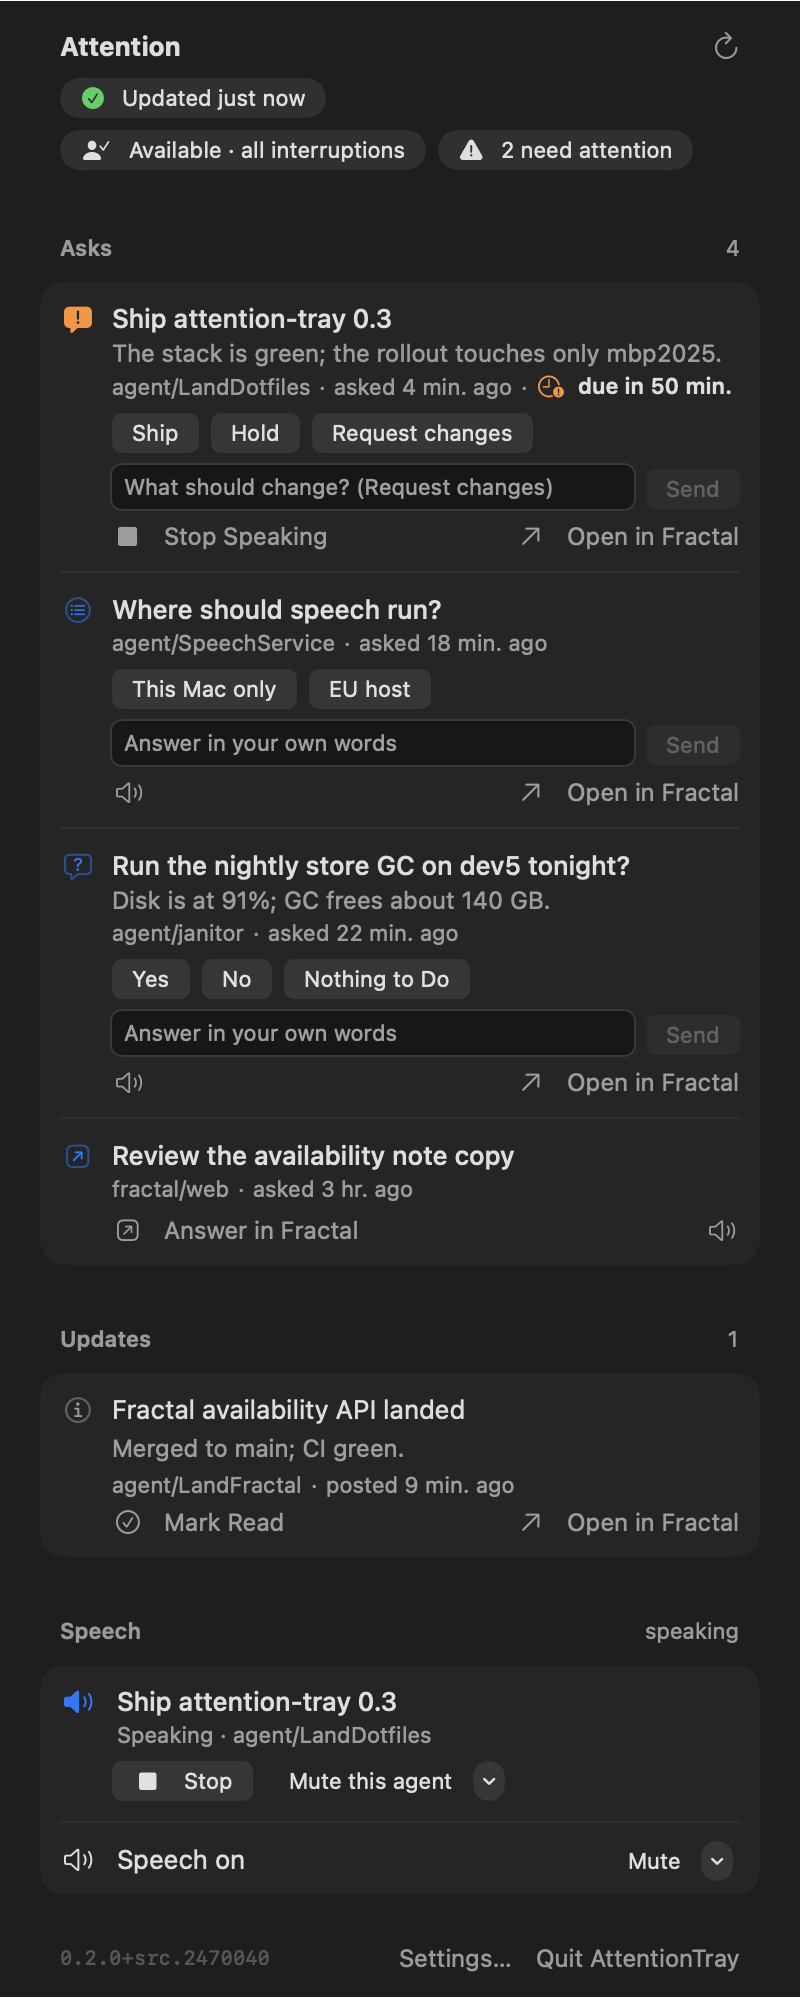 Attention
Updated just now
Available · all interruptions
2 need attention
Asks
4
Ship attention-tray 0.3
The stack is green; the rollout touches only mbp2025.
agent/LandDotfiles · asked 4 min. ago · due in 50 min.
Ship
Hold
Request changes
What should change? (Request changes)
Send
Stop Speaking
Open in Fractal
Where should speech run?
agent/SpeechService · asked 18 min. ago
This Mac only
EU host
Answer in your own words
Send
Open in Fractal
Run the nightly store GC on dev5 tonight?
Disk is at 91%; GC frees about 140 GB.
agent/janitor · asked 22 min. ago
Yes
No
Nothing to Do
Answer in your own words
Send
Open in Fractal
Review the availability note copy
fractal/web · asked 3 hr. ago
Answer in Fractal
Updates
1
Fractal availability API landed
Merged to main; CI green.
agent/LandFractal · posted 9 min. ago
Mark Read
Open in Fractal
Speech
speaking
Ship attention-tray 0.3
Speaking · agent/LandDotfiles
Stop
Mute this agent
Speech on
Mute
0.2.0+src.2470040
Settings...
Quit AttentionTray